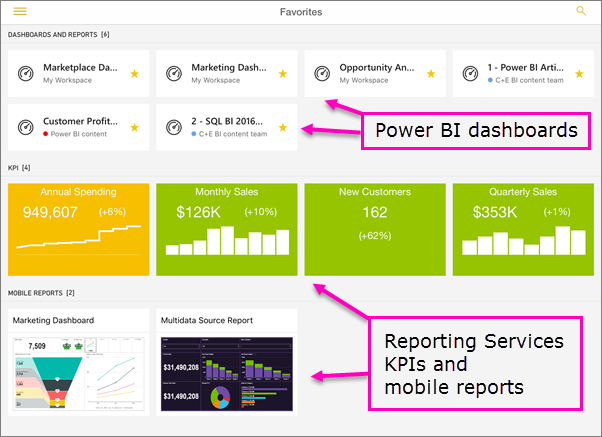 Favorites
DASHBOARDS AND REPORTS [6]
Marketplace Da...
My Workspace
Marketing Dash...
My Workspace
Opportunity An...
My Workspace
1 - Power BI Arti...
C+E BI content team
Customer Profit...
Power BI content
2 - SQL BI 2016...
C+E BI content team
Power BI dashboards
KPI [4]
Annual Spending
949,607 (+6%)
Monthly Sales
$126K (+10%)
New Customers
162
(+62%)
Quarterly Sales
$353K (+1%)
MOBILE REPORTS [2]
Marketing Dashboard
7,509
Multidata Source Report
$31,490,208
$31,490,208
Reporting Services
KPIs and
mobile reports